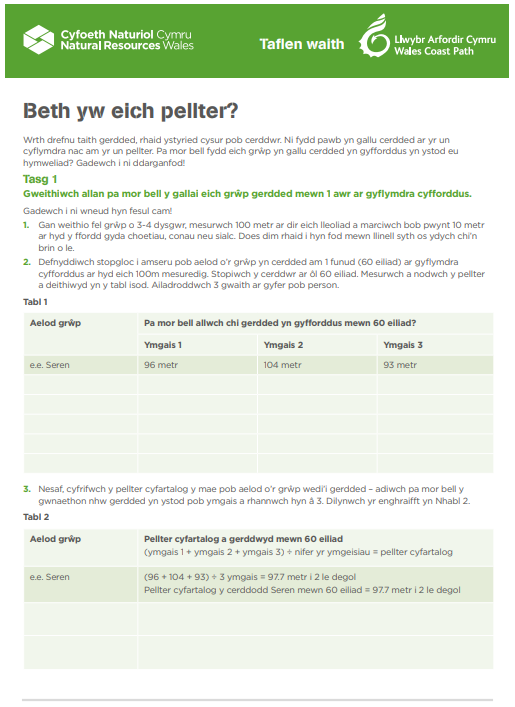 Cyfoeth Naturiol Cymru
Natural Resources Wales
Taflen waith
Llwybr Arfordir Cymru
Wales Coast Path
Beth yw eich pellter?
Wrth drefnu taith gerdded, rhaid ystyried cysur pob cerddwr. Ni fydd pawb yn gallu cerdded ar yr un
cyflymdra nac am yr un pellter. Pa mor bell fydd eich grŵp yn gallu cerdded yn gyfforddus yn ystod eu
hymweliad? Gadewch i ni ddarganfod!
Tasg 1
Gweithiwch allan pa mor bell y gallai eich grŵp gerdded mewn 1 awr ar gyflymdra cyfforddus.
Gadewch i ni wneud hyn fesul cam!
1. Gan weithio fel grŵp o 3-4 dysgwr, mesurwch 100 metr ar dir eich lleoliad a marciwch bob pwynt 10 metr
ar hyd y ffordd gyda choetiau, conau neu sialc. Does dim rhaid i hyn fod mewn llinell syth os ydych chi'n
brin o le.
2. Defnyddiwch stopgloc i amseru pob aelod o'r grŵp yn cerdded am 1 funud (60 eiliad) ar gyflymdra
cyfforddus ar hyd eich 100m mesuredig. Stopiwch y cerddwr ar ôl 60 eiliad. Mesurwch a nodwch y pellter
a deithiwyd yn y tabl isod. Ailadroddwch 3 gwaith ar gyfer pob person.
Tabl 1
Aelod grŵp Pa mor bell allwch chi gerdded yn gyfforddus mewn 60 eiliad?
Ymgais 1 Ymgais 2 Ymgais 3
e.e. Seren 96 metr 104 metr 93 metr
3. Nesaf, cyfrifwch y pellter cyfartalog y mae pob aelod o'r grŵp wedi'i gerdded – adiwch pa mor bell y
gwnaethon nhw gerdded yn ystod pob ymgais a rhannwch hyn â 3. Dilynwch yr enghraifft yn Nhabl 2.
Tabl 2
Aelod grŵp Pellter cyfartalog a gerddwyd mewn 60 eiliad
(ymgais 1 + ymgais 2 + ymgais 3) ÷ nifer yr ymgeisiau = pellter cyfartalog
e.e. Seren (96 + 104 + 93) ÷ 3 ymgais = 97.7 metr i 2 le degol
Pellter cyfartalog y cerddodd Seren mewn 60 eiliad = 97.7 metr i 2 le degol